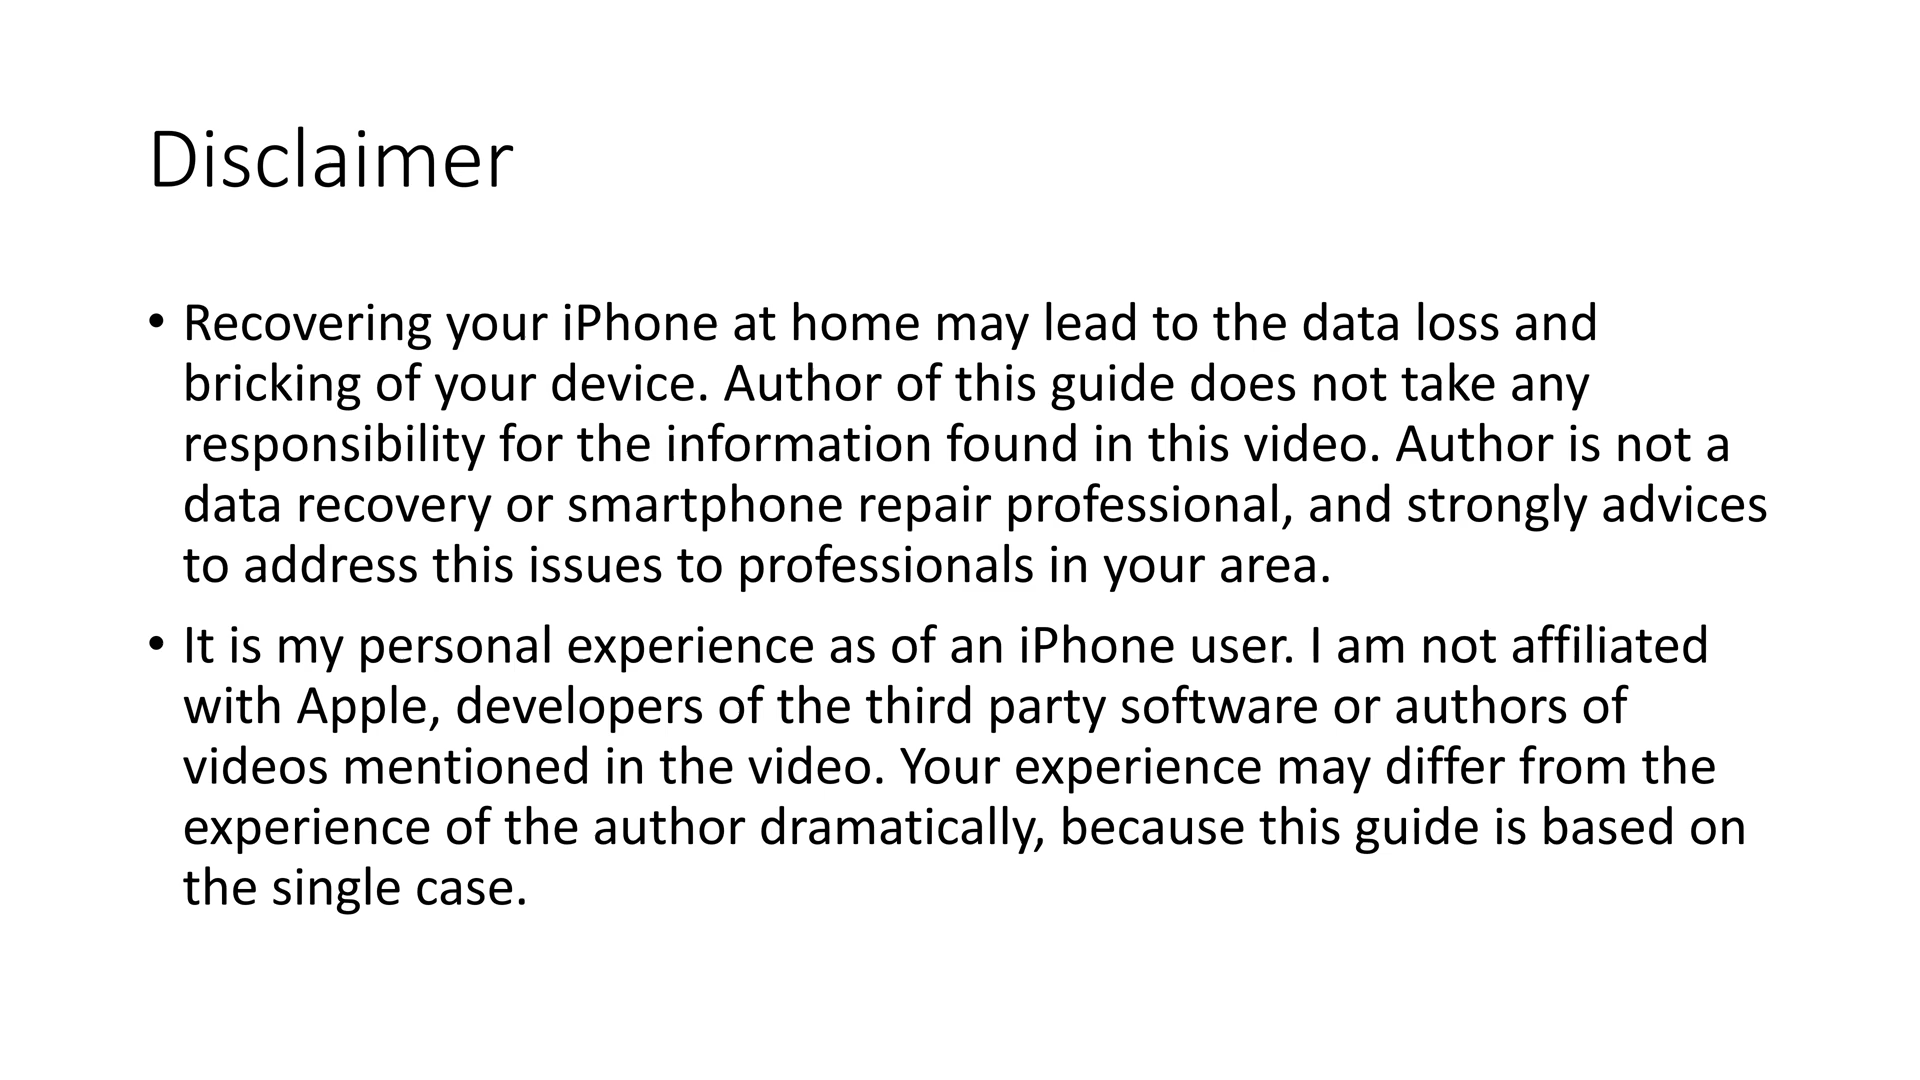 Disclaimer
• Recovering your iPhone at home may lead to the data loss and
bricking of your device. Author of this guide does not take any
responsibility for the information found in this video. Author is not a
data recovery or smartphone repair professional, and strongly advices
to address this issues to professionals in your area.
• It is my personal experience as of an iPhone user. I am not affiliated
with Apple, developers of the third party software or authors of
videos mentioned in the video. Your experience may differ from the
experience of the author dramatically, because this guide is based on
the single case.